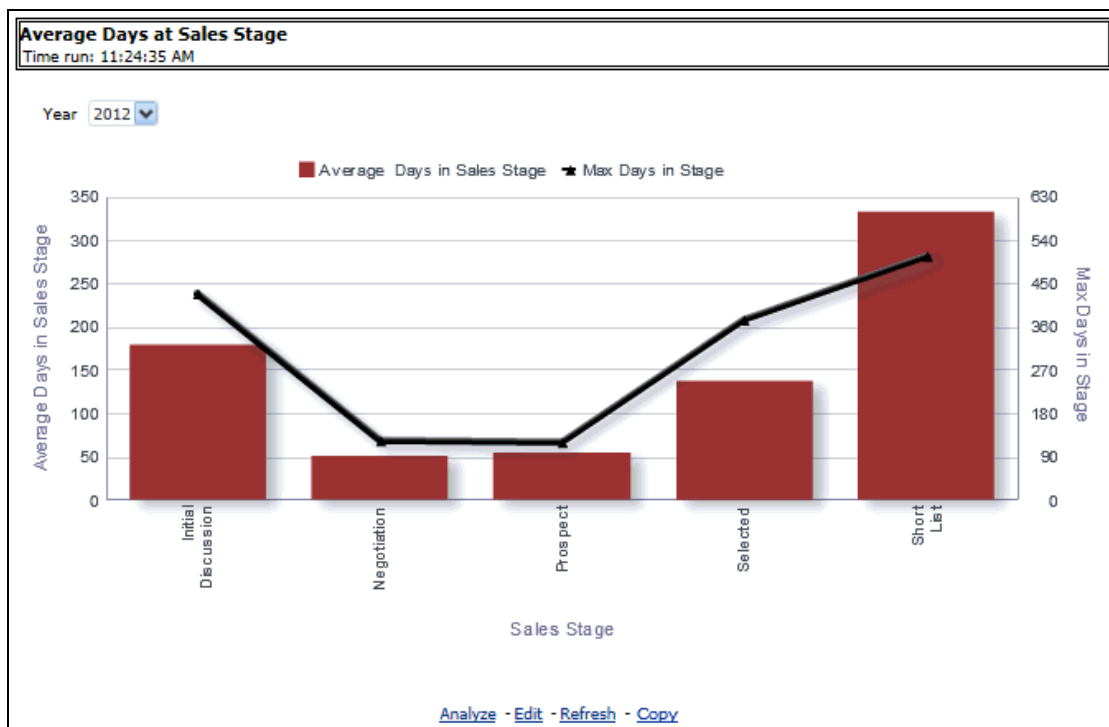 Average Days at Sales Stage
Time run: 11:24:35 AM
Year 2012
Average Days in Sales Stage Max Days in Stage
350
300
250
200
150
100
50
0
Average Days in Sales Stage
630
540
450
360
270
180
90
0
Max Days in Stage
Initial
Discussion
Negotiation
Prospect
Selected
Short
List
Sales Stage
Analyze - Edit - Refresh - Copy